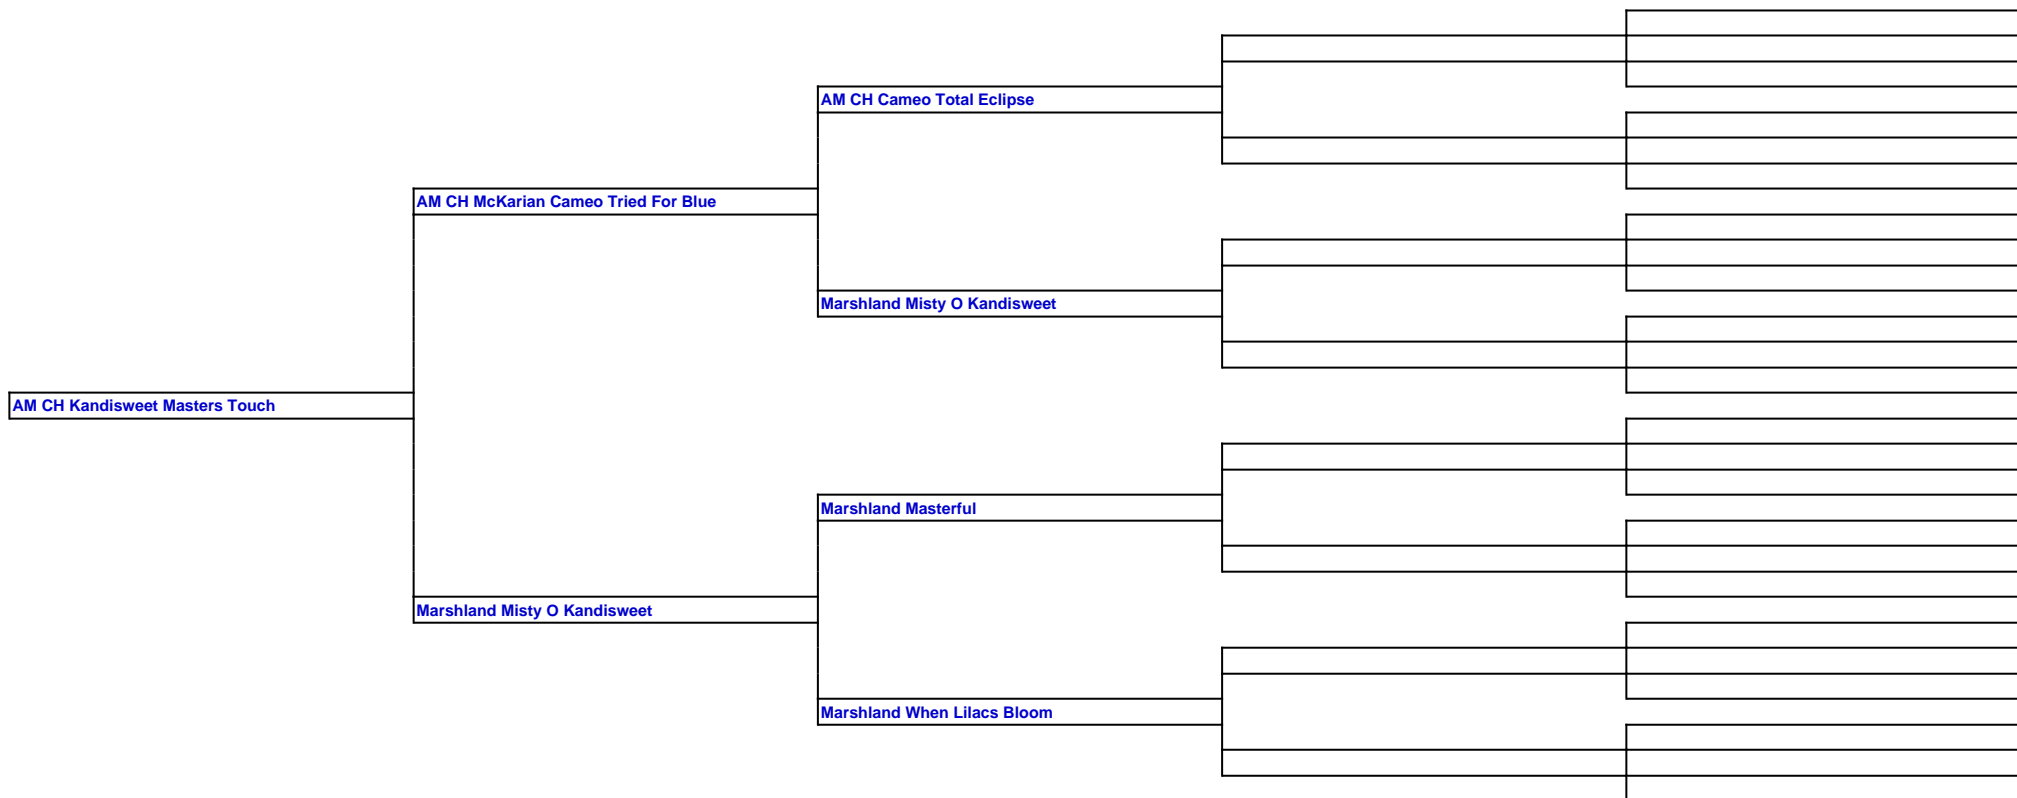 AM CH Cameo Total Eclipse
AM CH McKarian Cameo Tried For Blue
Marshland Misty O Kandisweet
AM CH Kandisweet Masters Touch
Marshland Masterful
Marshland Misty O Kandisweet
Marshland When Lilacs Bloom